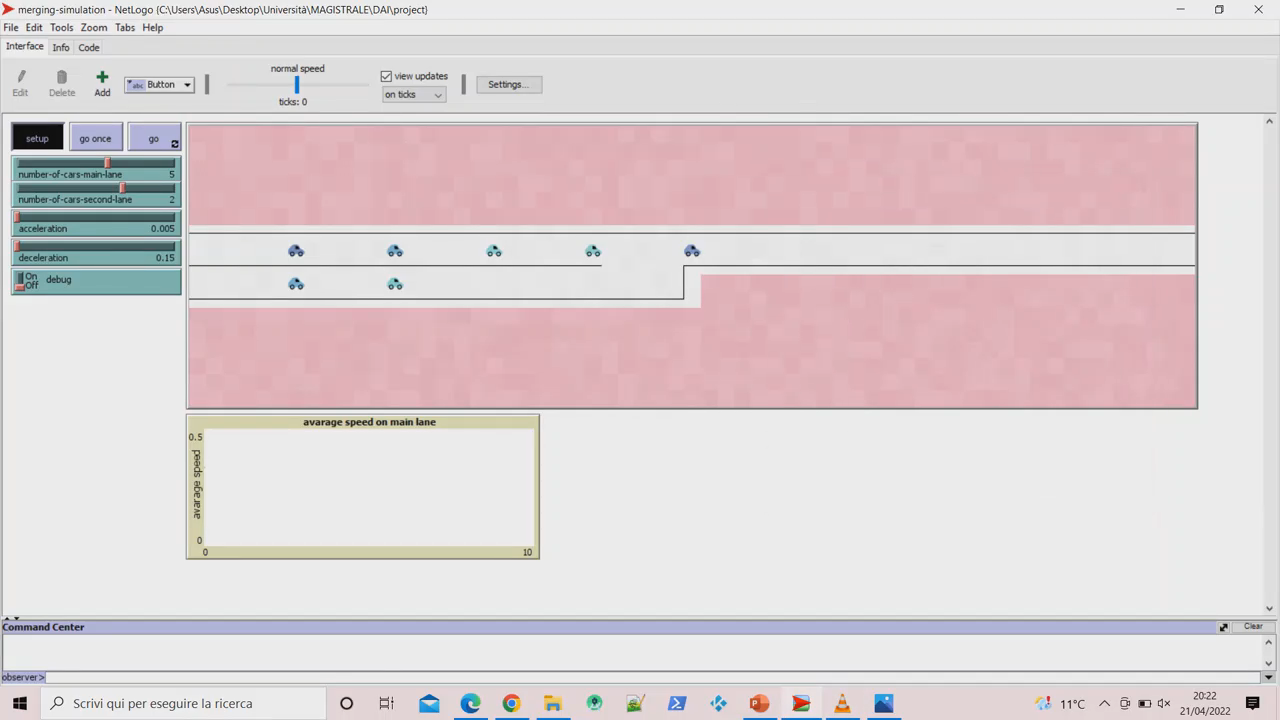 merging-simulation - NetLogo {C:\Users\Asus\Desktop\Università\MAGISTRALE\DAI\project}
File Edit Tools Zoom Tabs Help
Interface Info Code
Edit Delete Add abc Button normal speed ticks: 0 view updates on ticks Settings...
setup go once go
number-of-cars-main-lane 5
number-of-cars-second-lane 2
acceleration 0.005
deceleration 0.15
On Off debug
avarage speed on main lane
0.5
avarage speed
0
0 10
Command Center Clear
observer>
Scrivi qui per eseguire la ricerca
11°C
20:22
21/04/2022